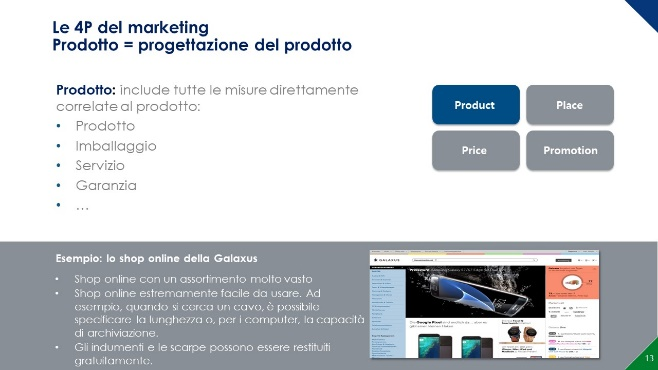 Le 4P del marketing
Prodotto = progettazione del prodotto
Prodotto: include tutte le misure direttamente
correlate al prodotto:
• Prodotto
• Imballaggio
• Servizio
• Garanzia
• …
Product
Place
Price
Promotion
Esempio: lo shop online della Galaxus
• Shop online con un assortimento molto vasto
• Shop online estremamente facile da usare. Ad
esempio, quando si cerca un cavo, è possibile
specificare la lunghezza o, per i computer, la capacità
di archiviazione.
• Gli indumenti e le scarpe possono essere restituiti
gratuitamente.
GALAXUS
13